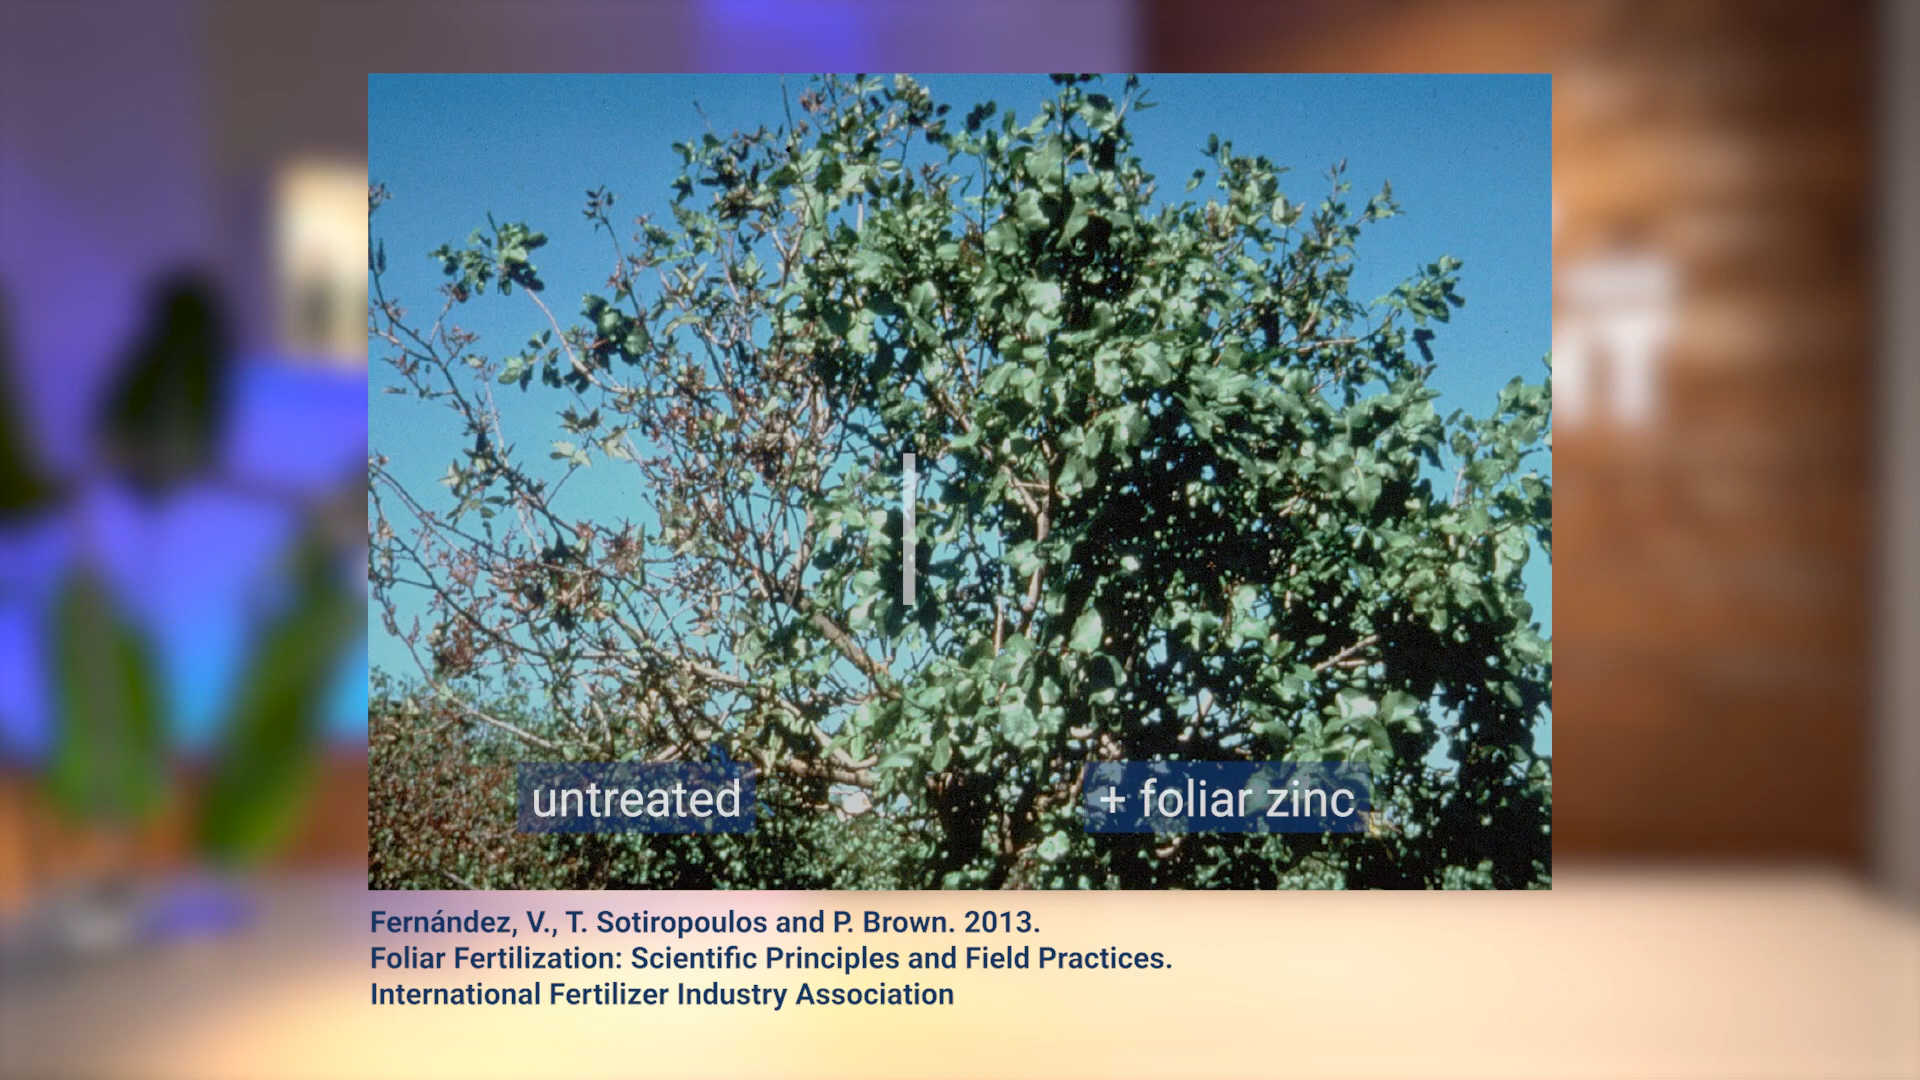 untreated
+ foliar zinc
Fernández, V., T. Sotiropoulos and P. Brown. 2013.
Foliar Fertilization: Scientific Principles and Field Practices.
International Fertilizer Industry Association